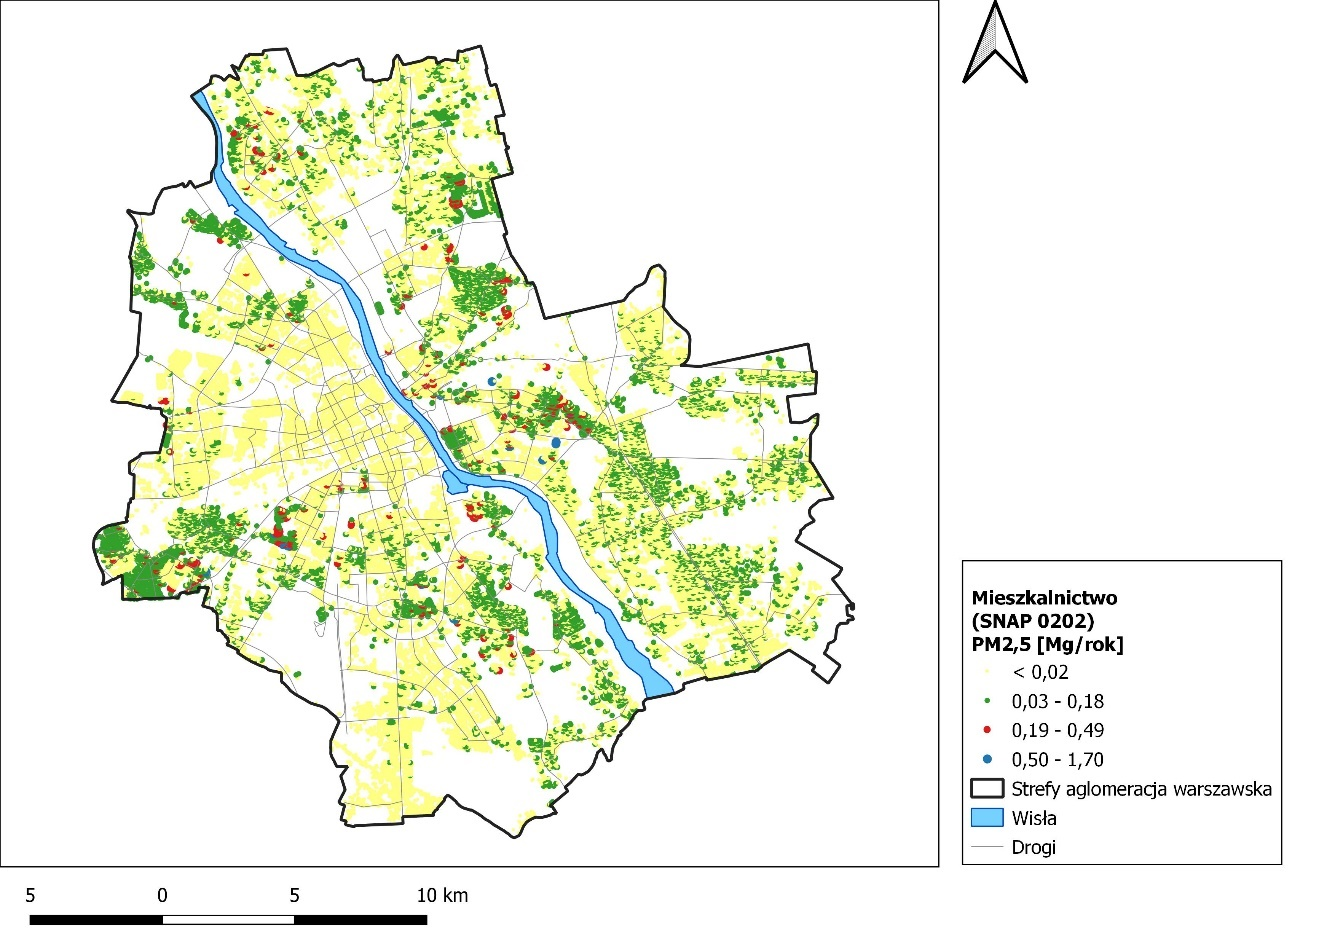 Mieszkalnictwo
(SNAP 0202)
PM2,5 [Mg/rok]
< 0,02
0,03 - 0,18
0,19 - 0,49
0,50 - 1,70
Strefy aglomeracja warszawska
Wisła
Drogi
5 0 5 10 km